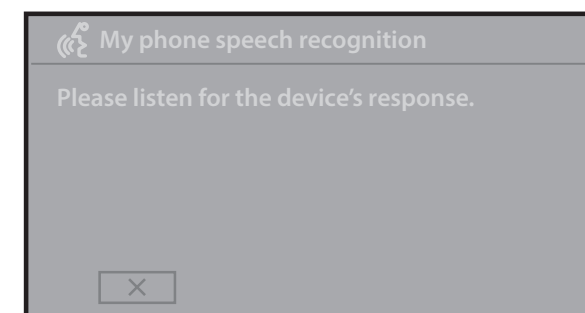 My phone speech recognition
Please listen for the device's response.